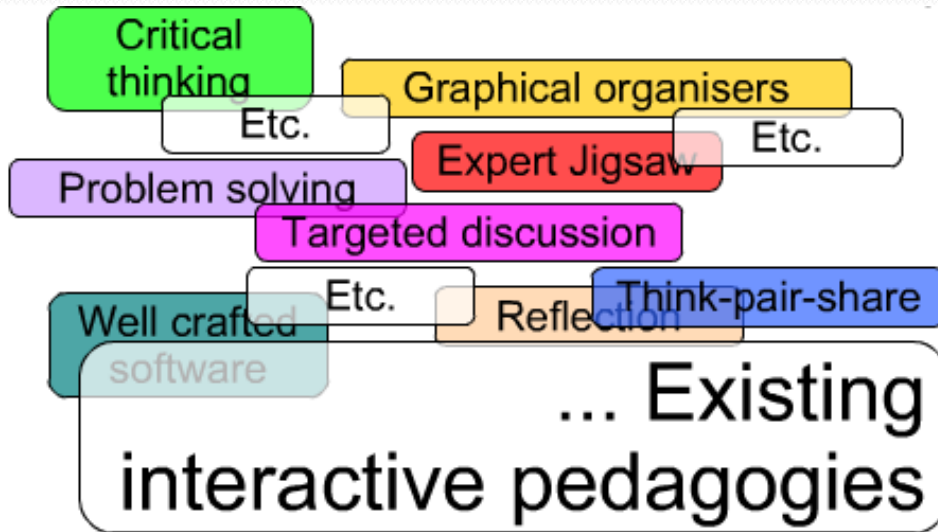 Critical
thinking
Graphical organisers
Etc.
Etc.
Expert Jigsaw
Problem solving
Targeted discussion
Etc.
Think-pair-share
Reflection
Well crafted
software
... Existing
interactive pedagogies